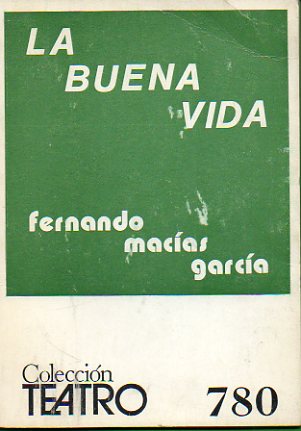 LA
BUENA
VIDA
fernando
macías
garcía
Colección
TEATRO
780